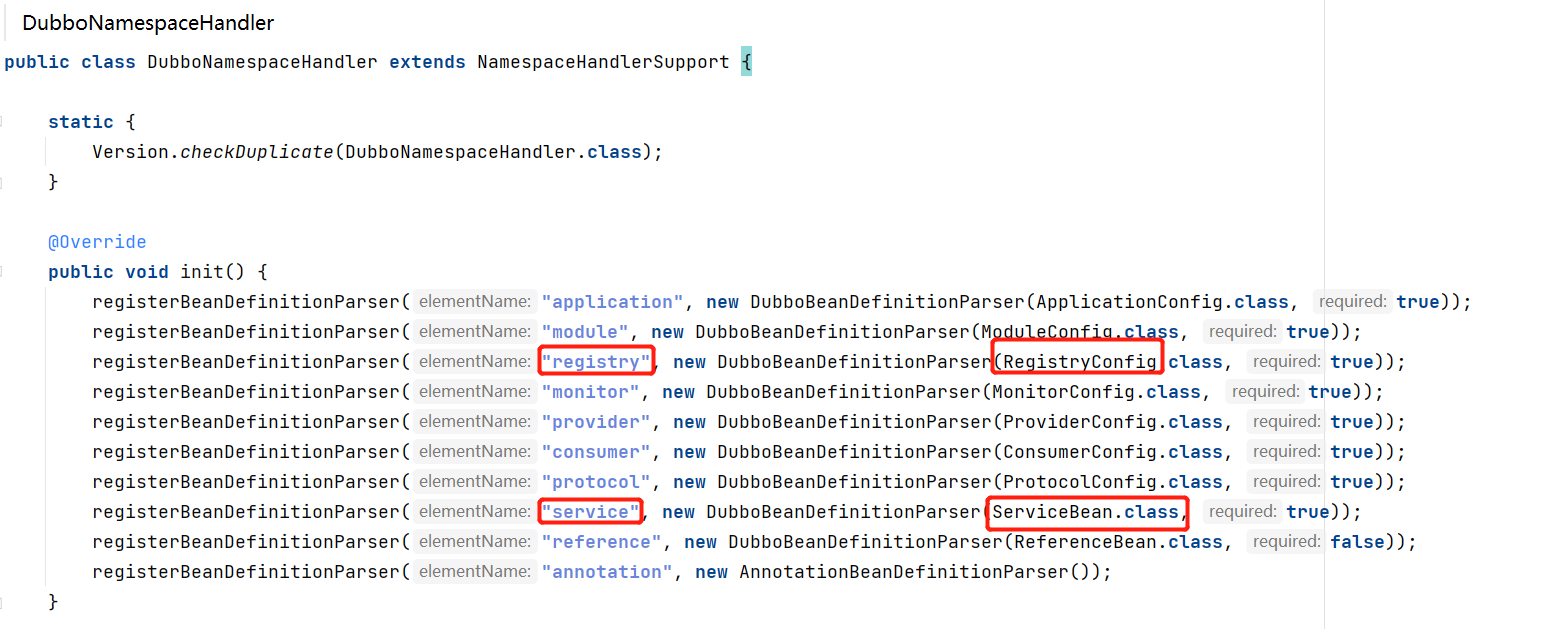 DubboNamespaceHandler
public class DubboNamespaceHandler extends NamespaceHandlerSupport {
static {
Version.checkDuplicate(DubboNamespaceHandler.class);
}
@Override
public void init() {
registerBeanDefinitionParser( elementName: "application", new DubboBeanDefinitionParser(ApplicationConfig.class, required: true));
registerBeanDefinitionParser( elementName: "module", new DubboBeanDefinitionParser(ModuleConfig.class, required: true));
registerBeanDefinitionParser( elementName: "registry", new DubboBeanDefinitionParser(RegistryConfig.class, required: true));
registerBeanDefinitionParser( elementName: "monitor", new DubboBeanDefinitionParser(MonitorConfig.class, required: true));
registerBeanDefinitionParser( elementName: "provider", new DubboBeanDefinitionParser(ProviderConfig.class, required: true));
registerBeanDefinitionParser( elementName: "consumer", new DubboBeanDefinitionParser(ConsumerConfig.class, required: true));
registerBeanDefinitionParser( elementName: "protocol", new DubboBeanDefinitionParser(ProtocolConfig.class, required: true));
registerBeanDefinitionParser( elementName: "service", new DubboBeanDefinitionParser(ServiceBean.class, required: true));
registerBeanDefinitionParser( elementName: "reference", new DubboBeanDefinitionParser(ReferenceBean.class, required: false));
registerBeanDefinitionParser( elementName: "annotation", new AnnotationBeanDefinitionParser());
}